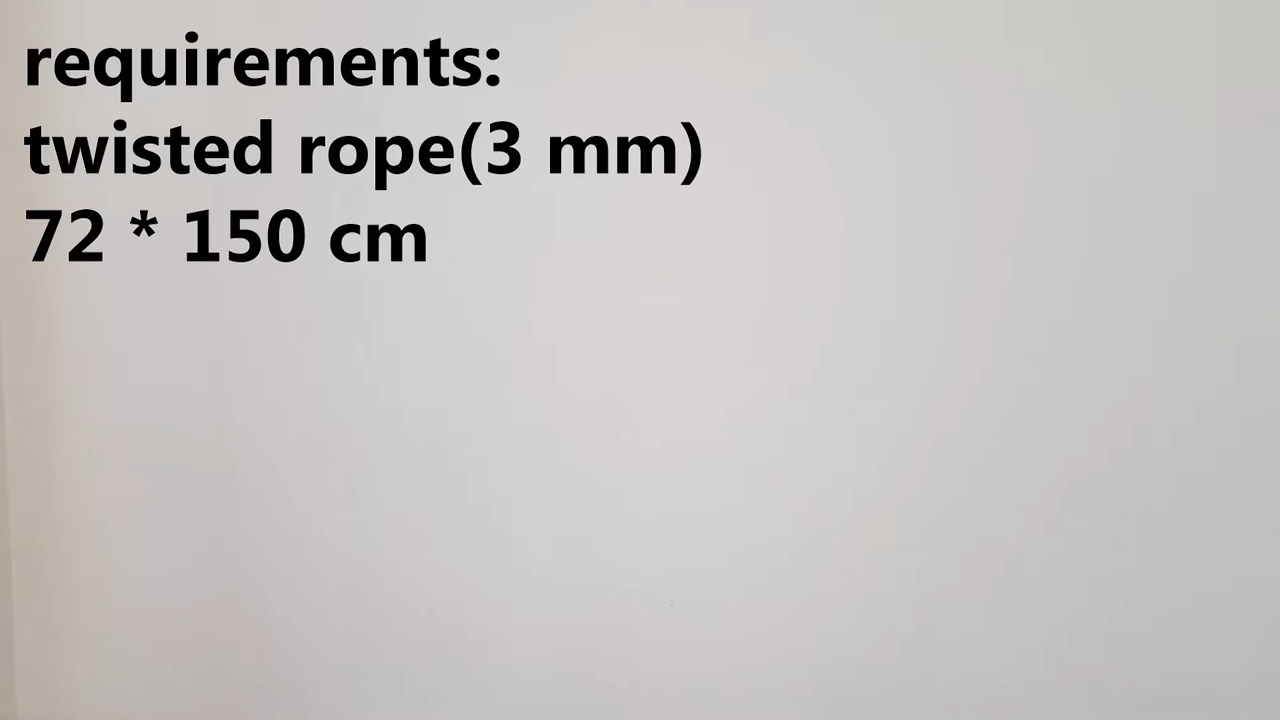 requirements:
twisted rope(3 mm)
72 * 150 cm